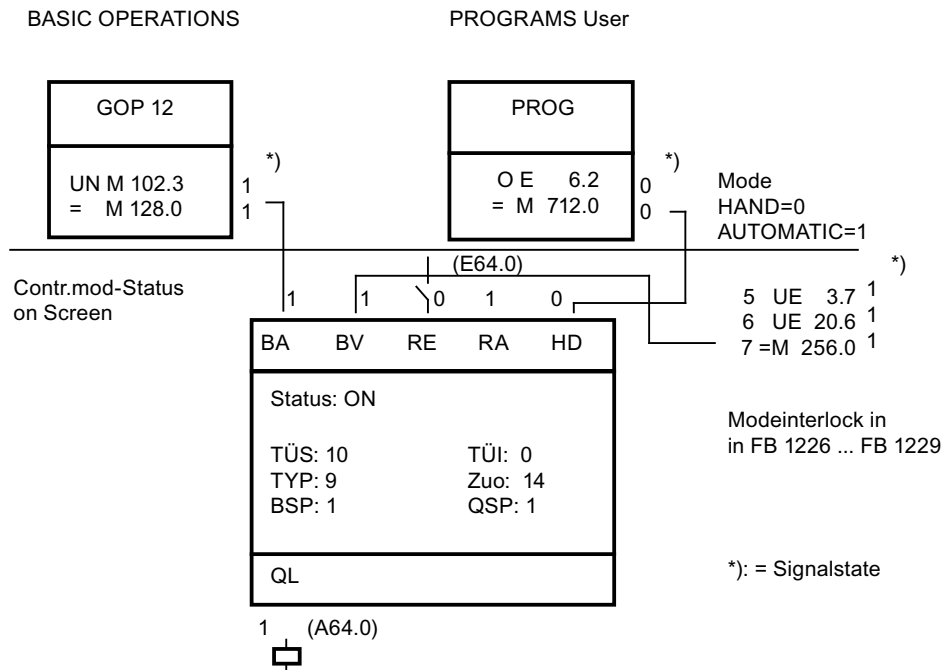 BASIC OPERATIONS
PROGRAMS User
GOP 12
UN M 102.3 1
= M 128.0 1
*)
PROG
O E 6.2 0
= M 712.0 0
*)
Mode
HAND=0
AUTOMATIC=1
Contr.mod-Status
on Screen
(E64.0)
1 1 0 1 0
*)
5 UE 3.7 1
6 UE 20.6 1
7 =M 256.0 1
BA BV RE RA HD
Status: ON
TÜS: 10 TÜI: 0
TYP: 9 Zuo: 14
BSP: 1 QSP: 1
Modeinterlock in
in FB 1226 ... FB 1229
QL
*): = Signalstate
1 (A64.0)